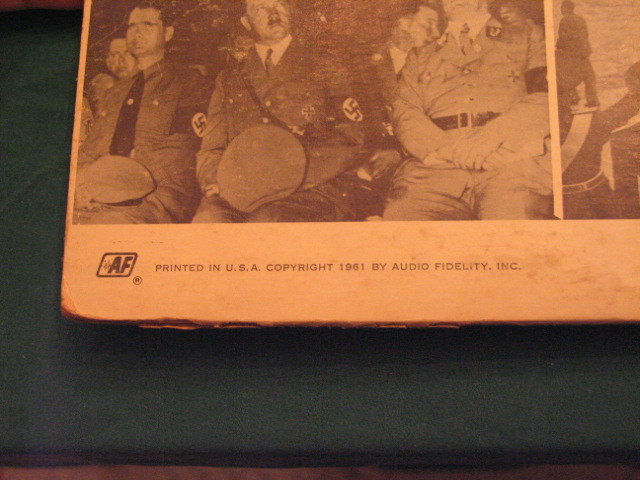 AF
®
PRINTED IN U.S.A. COPYRIGHT 1961 BY AUDIO FIDELITY, INC.